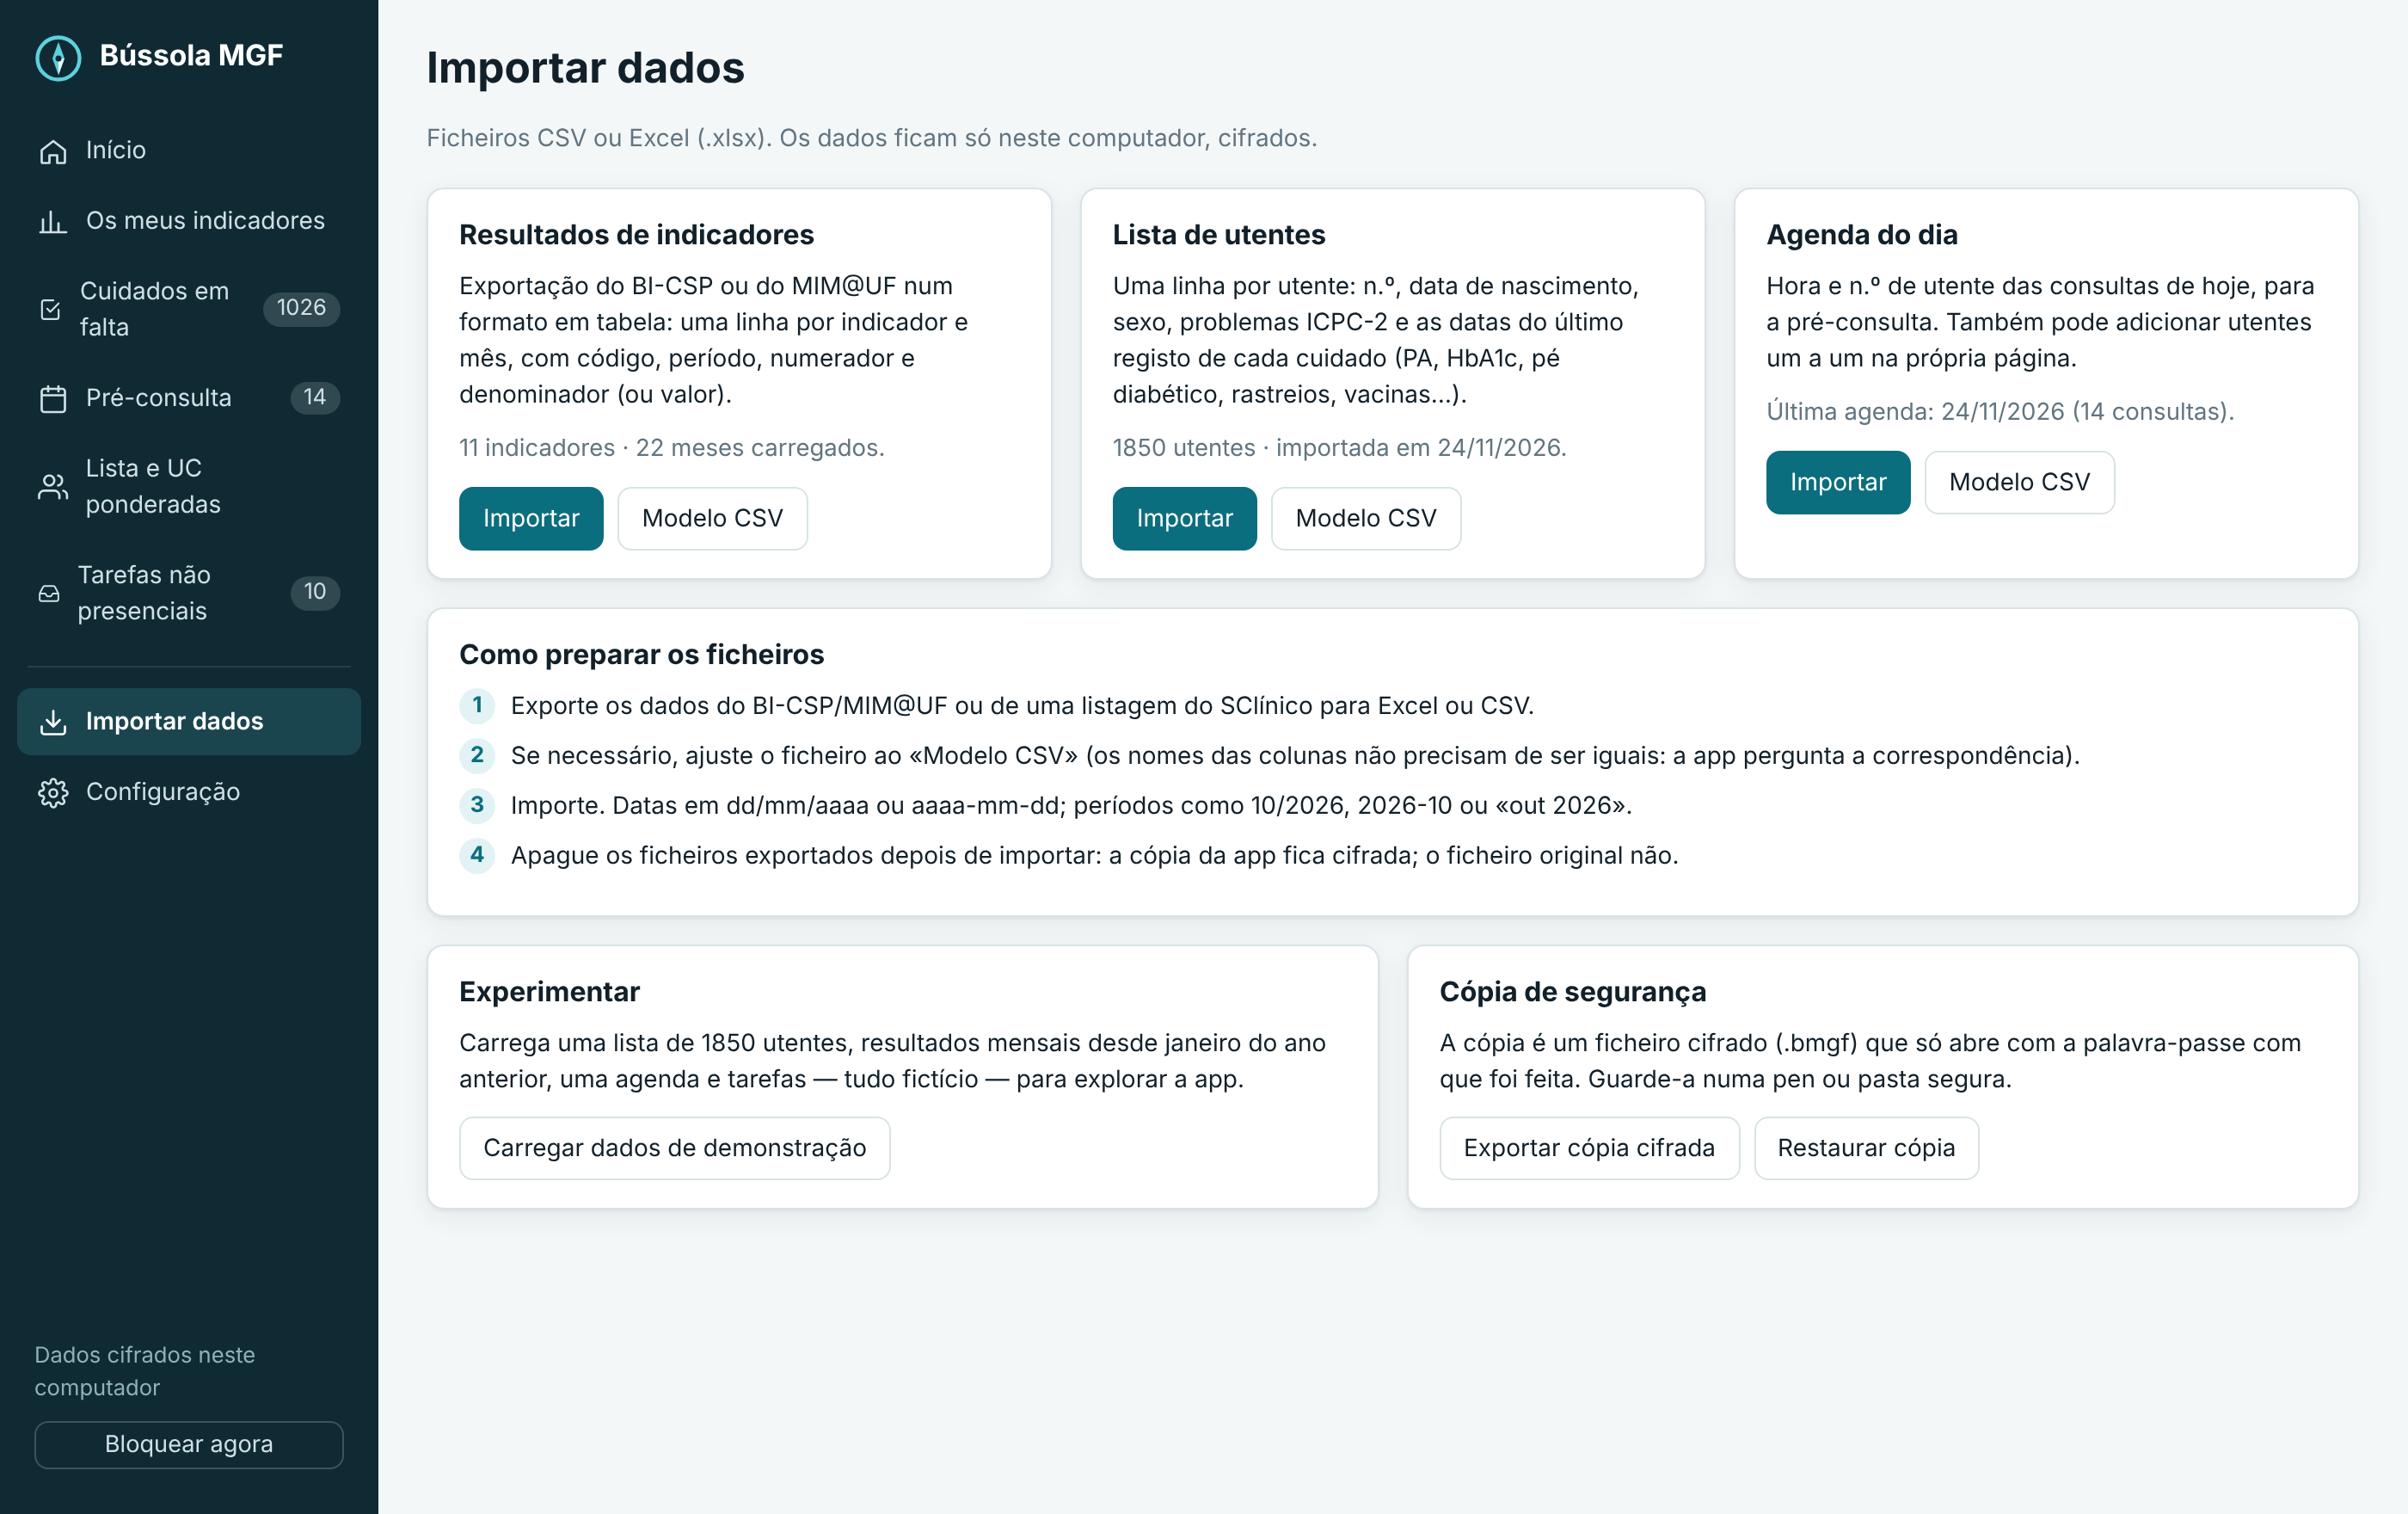 Bússola MGF
Início
Os meus indicadores
Cuidados em
falta
1026
Pré-consulta
14
Lista e UC
ponderadas
Tarefas não
presenciais
10
Importar dados
Configuração
Dados cifrados neste
computador
Bloquear agora
Importar dados
Ficheiros CSV ou Excel (.xlsx). Os dados ficam só neste computador, cifrados.
Resultados de indicadores
Exportação do BI-CSP ou do MIM@UF num
formato em tabela: uma linha por indicador e
mês, com código, período, numerador e
denominador (ou valor).
11 indicadores · 22 meses carregados.
Importar
Modelo CSV
Lista de utentes
Uma linha por utente: n.º, data de nascimento,
sexo, problemas ICPC-2 e as datas do último
registo de cada cuidado (PA, HbA1c, pé
diabético, rastreios, vacinas...).
1850 utentes · importada em 24/11/2026.
Importar
Modelo CSV
Agenda do dia
Hora e n.º de utente das consultas de hoje, para
a pré-consulta. Também pode adicionar utentes
um a um na própria página.
Última agenda: 24/11/2026 (14 consultas).
Importar
Modelo CSV
Como preparar os ficheiros
1 Exporte os dados do BI-CSP/MIM@UF ou de uma listagem do SClínico para Excel ou CSV.
2 Se necessário, ajuste o ficheiro ao «Modelo CSV» (os nomes das colunas não precisam de ser iguais: a app pergunta a correspondência).
3 Importe. Datas em dd/mm/aaaa ou aaaa-mm-dd; períodos como 10/2026, 2026-10 ou «out 2026».
4 Apague os ficheiros exportados depois de importar: a cópia da app fica cifrada; o ficheiro original não.
Experimentar
Carrega uma lista de 1850 utentes, resultados mensais desde janeiro do ano
anterior, uma agenda e tarefas — tudo fictício — para explorar a app.
Carregar dados de demonstração
Cópia de segurança
A cópia é um ficheiro cifrado (.bmgf) que só abre com a palavra-passe com
que foi feita. Guarde-a numa pen ou pasta segura.
Exportar cópia cifrada
Restaurar cópia